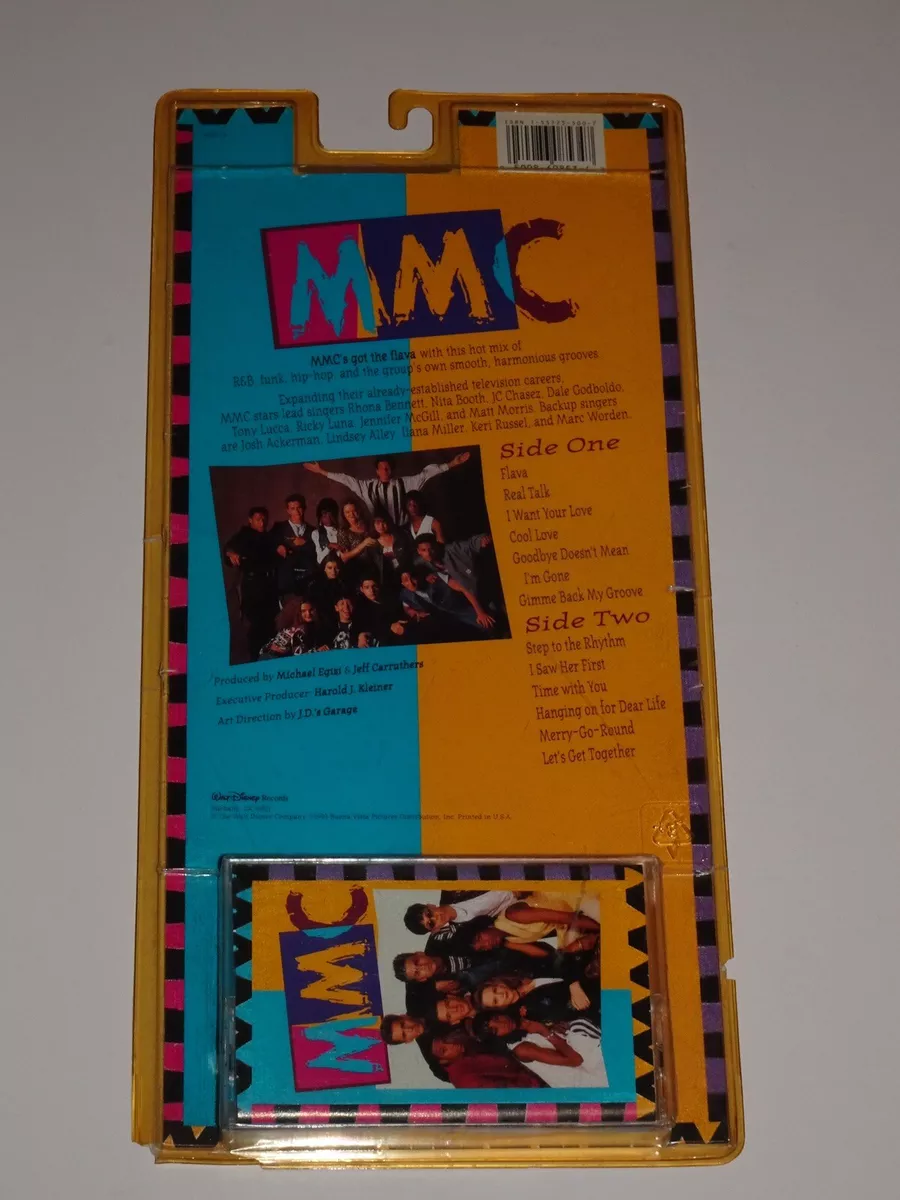 MMC
MMC's got the flava with this hot mix of
R&B, funk, hip-hop, and the group's own smooth, harmonious grooves
Expanding their already-established television careers,
MMC stars lead singers Rhona Bennett, Nita Booth, JC Chasez, Dale Godboldo,
Tony Lucca, Ricky Luna, Jennifer McGill, and Matt Morris. Backup singers
are Josh Ackerman, Lindsey Alley, Ilana Miller, Keri Russel, and Marc Worden.
Side One
Flava
Real Talk
I Want Your Love
Cool Love
Goodbye Doesn't Mean
I'm Gone
Gimme Back My Groove
Side Two
Step to the Rhythm
I Saw Her First
Time with You
Hanging on for Dear Life
Merry-Go-Round
Let's Get Together
Produced by Michael Egizi & Jeff Carruthers
Executive Producer Harold J. Kleiner
Art Direction by J.D.'s Garage
Walt Disney Records
Printed in U.S.A.
MMC